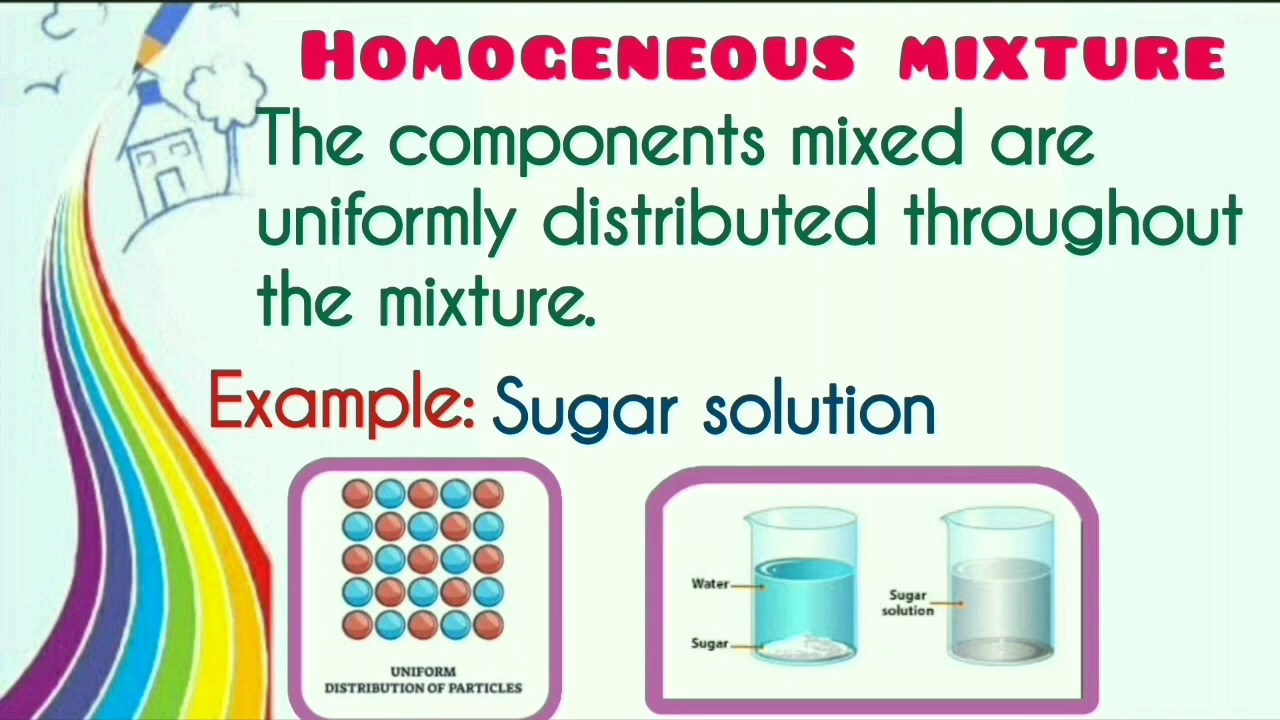 Homogeneous mixture
The components mixed are
uniformly distributed throughout
the mixture.
Example: Sugar solution
UNIFORM
DISTRIBUTION OF PARTICLES
Water
Sugar
Sugar
solution